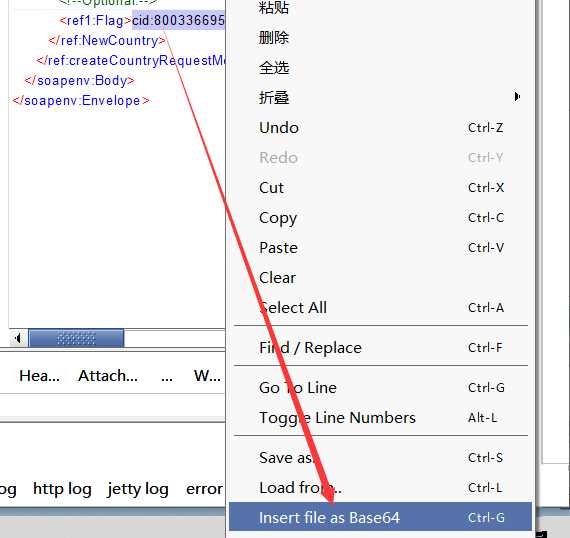 <!--Optional:-->
<ref1:Flag>cid:800336695
</ref:NewCountry>
</ref:createCountryRequestMe
</soapenv:Body>
</soapenv:Envelope>
粘贴
删除
全选
折叠
Undo Ctrl-Z
Redo Ctrl-Y
Cut Ctrl-X
Copy Ctrl-C
Paste Ctrl-V
Clear
Select All Ctrl-A
Find / Replace Ctrl-F
Go To Line Ctrl-G
Toggle Line Numbers Alt-L
Save as.. Ctrl-S
Load from.. Ctrl-L
Insert file as Base64 Ctrl-G
Hea... Attach... ... W...
og http log jetty log error